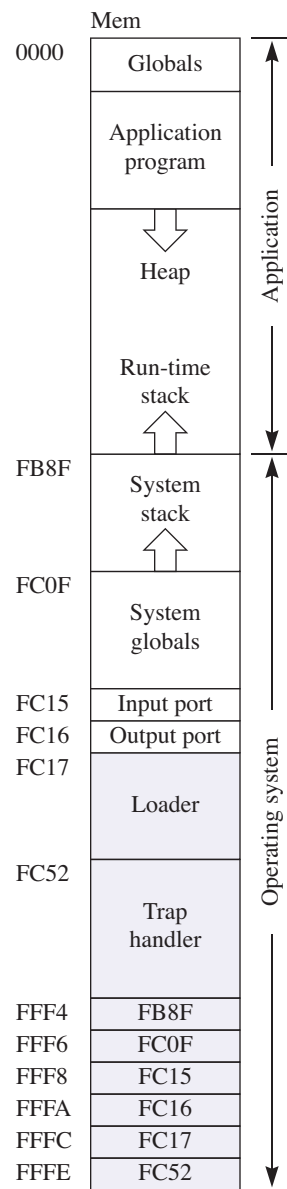 Mem
0000
Globals
Application
program
Heap
Application
Run-time
stack
FB8F
System
stack
FC0F
System
globals
FC15 Input port
FC16 Output port
FC17
Loader
Operating system
FC52
Trap
handler
FFF4 FB8F
FFF6 FC0F
FFF8 FC15
FFFA FC16
FFFC FC17
FFFE FC52